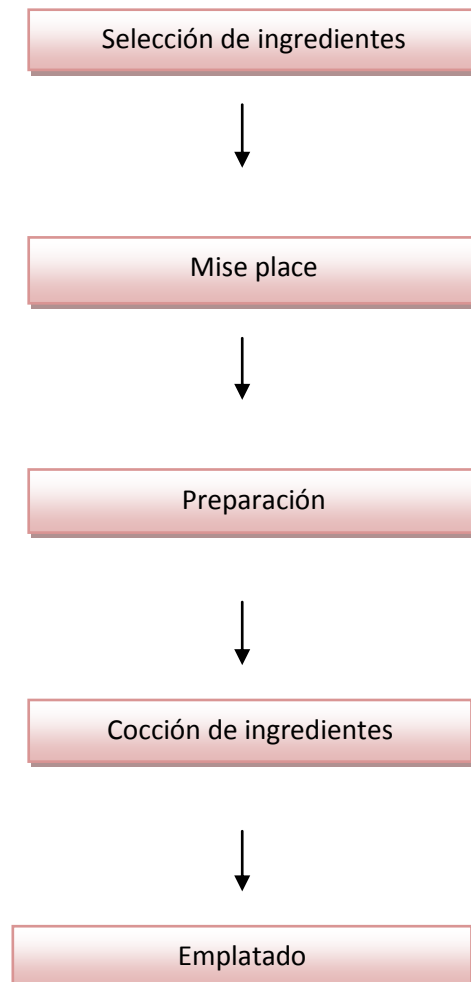 Selección de ingredientes
Mise place
Preparación
Cocción de ingredientes
Emplatado